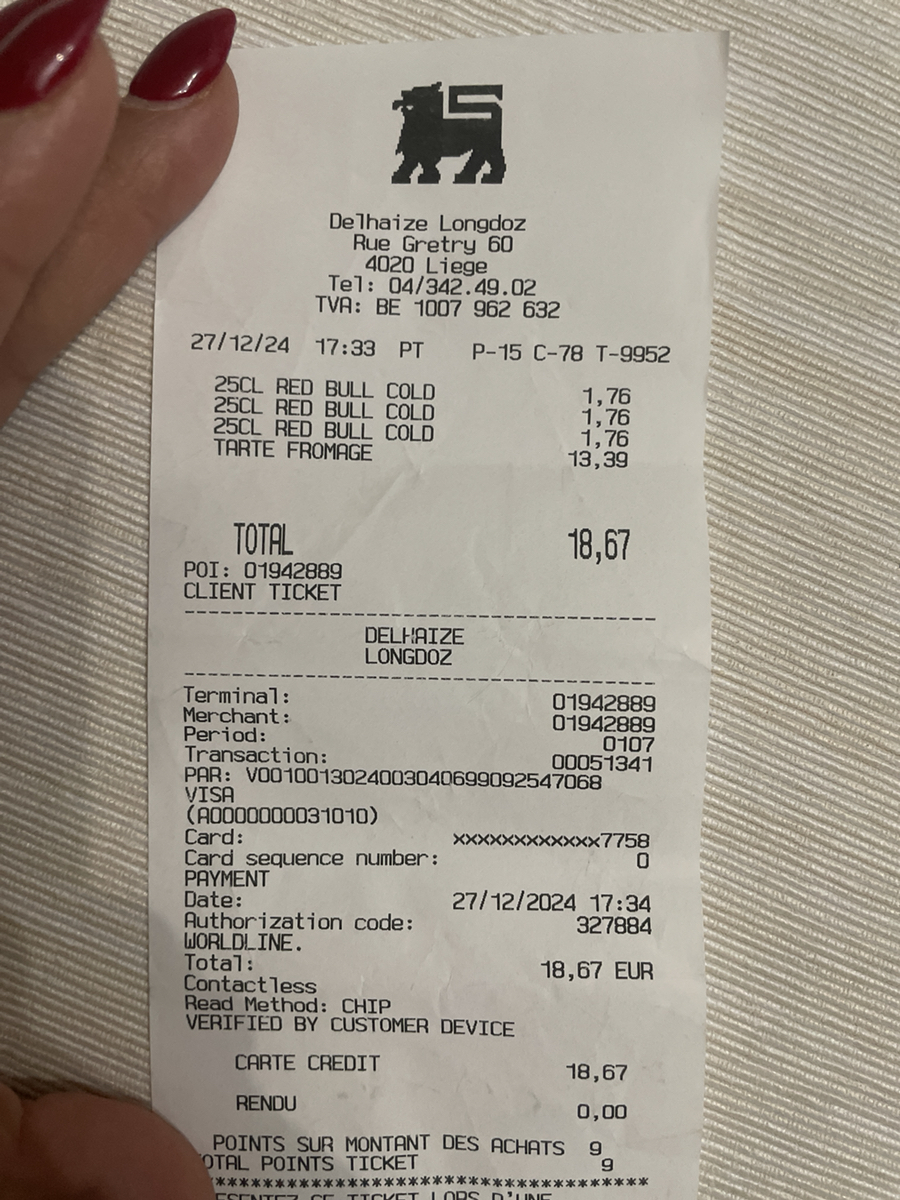 Delhaize Longdoz
Rue Gretry 60
4020 Liege
Tel: 04/342.49.02
TVA: BE 1007 962 632
27/12/24 17:33 PT P-15 C-78 T-9952
25CL RED BULL COLD 1,76
25CL RED BULL COLD 1,76
25CL RED BULL COLD 1,76
TARTE FROMAGE 13,39
TOTAL 18,67
POI: 01942889
CLIENT TICKET
--------------------------------------
DELHAIZE
LONGDOZ
--------------------------------------
Terminal: 01942889
Merchant: 01942889
Period: 0107
Transaction: 00051341
PAR: V0010013024003040699092547068
VISA
(A0000000031010)
Card: xxxxxxxxxxxx7758
Card sequence number: 0
PAYMENT
Date: 27/12/2024 17:34
Authorization code: 327884
WORLDLINE.
Total: 18,67 EUR
Contactless
Read Method: CHIP
VERIFIED BY CUSTOMER DEVICE
CARTE CREDIT 18,67
RENDU 0,00
POINTS SUR MONTANT DES ACHATS 9
OTAL POINTS TICKET 9
************************************
CE TICKET LORS D'UNE